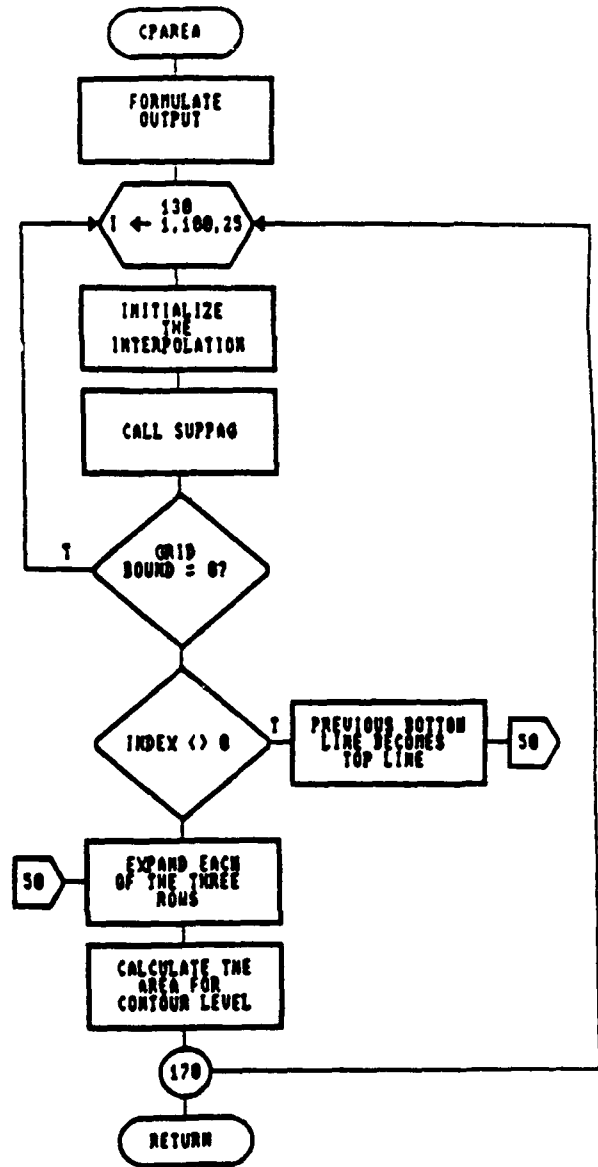 CPAREA
FORMULATE
OUTPUT
130
I ← 1,100,25
INITIALIZE
THE
INTERPOLATION
CALL SUPPAG
T
GRID
BOUND = 0?
INDEX <> 0
T
PREVIOUS BOTTOM
LINE BECOMES
TOP LINE
50
50
EXPAND EACH
OF THE THREE
ROWS
CALCULATE THE
AREA FOR
CONTOUR LEVEL
170
RETURN